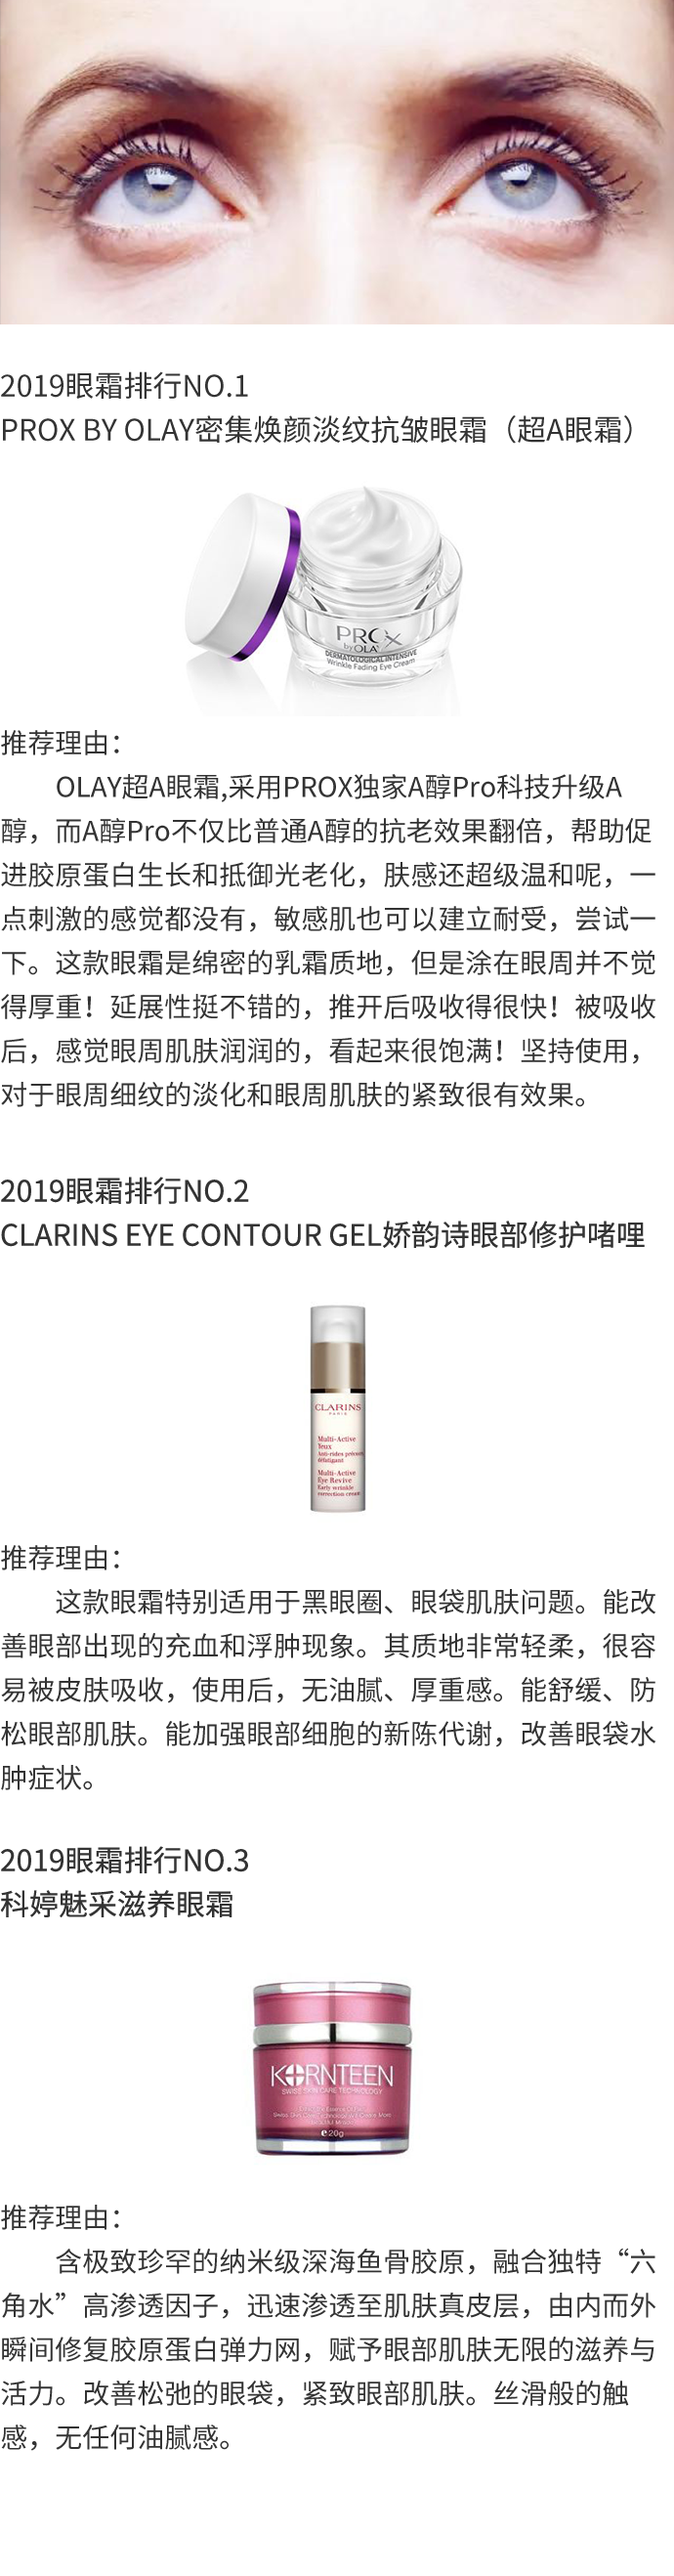 2019眼霜排行NO.1
PROX BY OLAY密集焕颜淡纹抗皱眼霜（超A眼霜）
PROX
by OLAY
DERMATOLOGICAL INTENSIVE
Wrinkle Fading Eye Cream
推荐理由：
OLAY超A眼霜,采用PROX独家A醇Pro科技升级A
醇，而A醇Pro不仅比普通A醇的抗老效果翻倍，帮助促
进胶原蛋白生长和抵御光老化，肤感还超级温和呢，一
点刺激的感觉都没有，敏感肌也可以建立耐受，尝试一
下。这款眼霜是绵密的乳霜质地，但是涂在眼周并不觉
得厚重！延展性挺不错的，推开后吸收得很快！被吸收
后，感觉眼周肌肤润润的，看起来很饱满！坚持使用，
对于眼周细纹的淡化和眼周肌肤的紧致很有效果。
2019眼霜排行NO.2
CLARINS EYE CONTOUR GEL娇韵诗眼部修护啫哩
CLARINS
PARIS
Multi-Active
Yeux
Anti-rides
défatigant
Multi-Active
Eye Revive
Early wrinkle
correction cream
推荐理由：
这款眼霜特别适用于黑眼圈、眼袋肌肤问题。能改
善眼部出现的充血和浮肿现象。其质地非常轻柔，很容
易被皮肤吸收，使用后，无油腻、厚重感。能舒缓、防
松眼部肌肤。能加强眼部细胞的新陈代谢，改善眼袋水
肿症状。
2019眼霜排行NO.3
科婷魅采滋养眼霜
KORNTEEN
SWISS SKIN CARE TECHNOLOGY
e20g
推荐理由：
含极致珍罕的纳米级深海鱼骨胶原，融合独特“六
角水”高渗透因子，迅速渗透至肌肤真皮层，由内而外
瞬间修复胶原蛋白弹力网，赋予眼部肌肤无限的滋养与
活力。改善松弛的眼袋，紧致眼部肌肤。丝滑般的触
感，无任何油腻感。